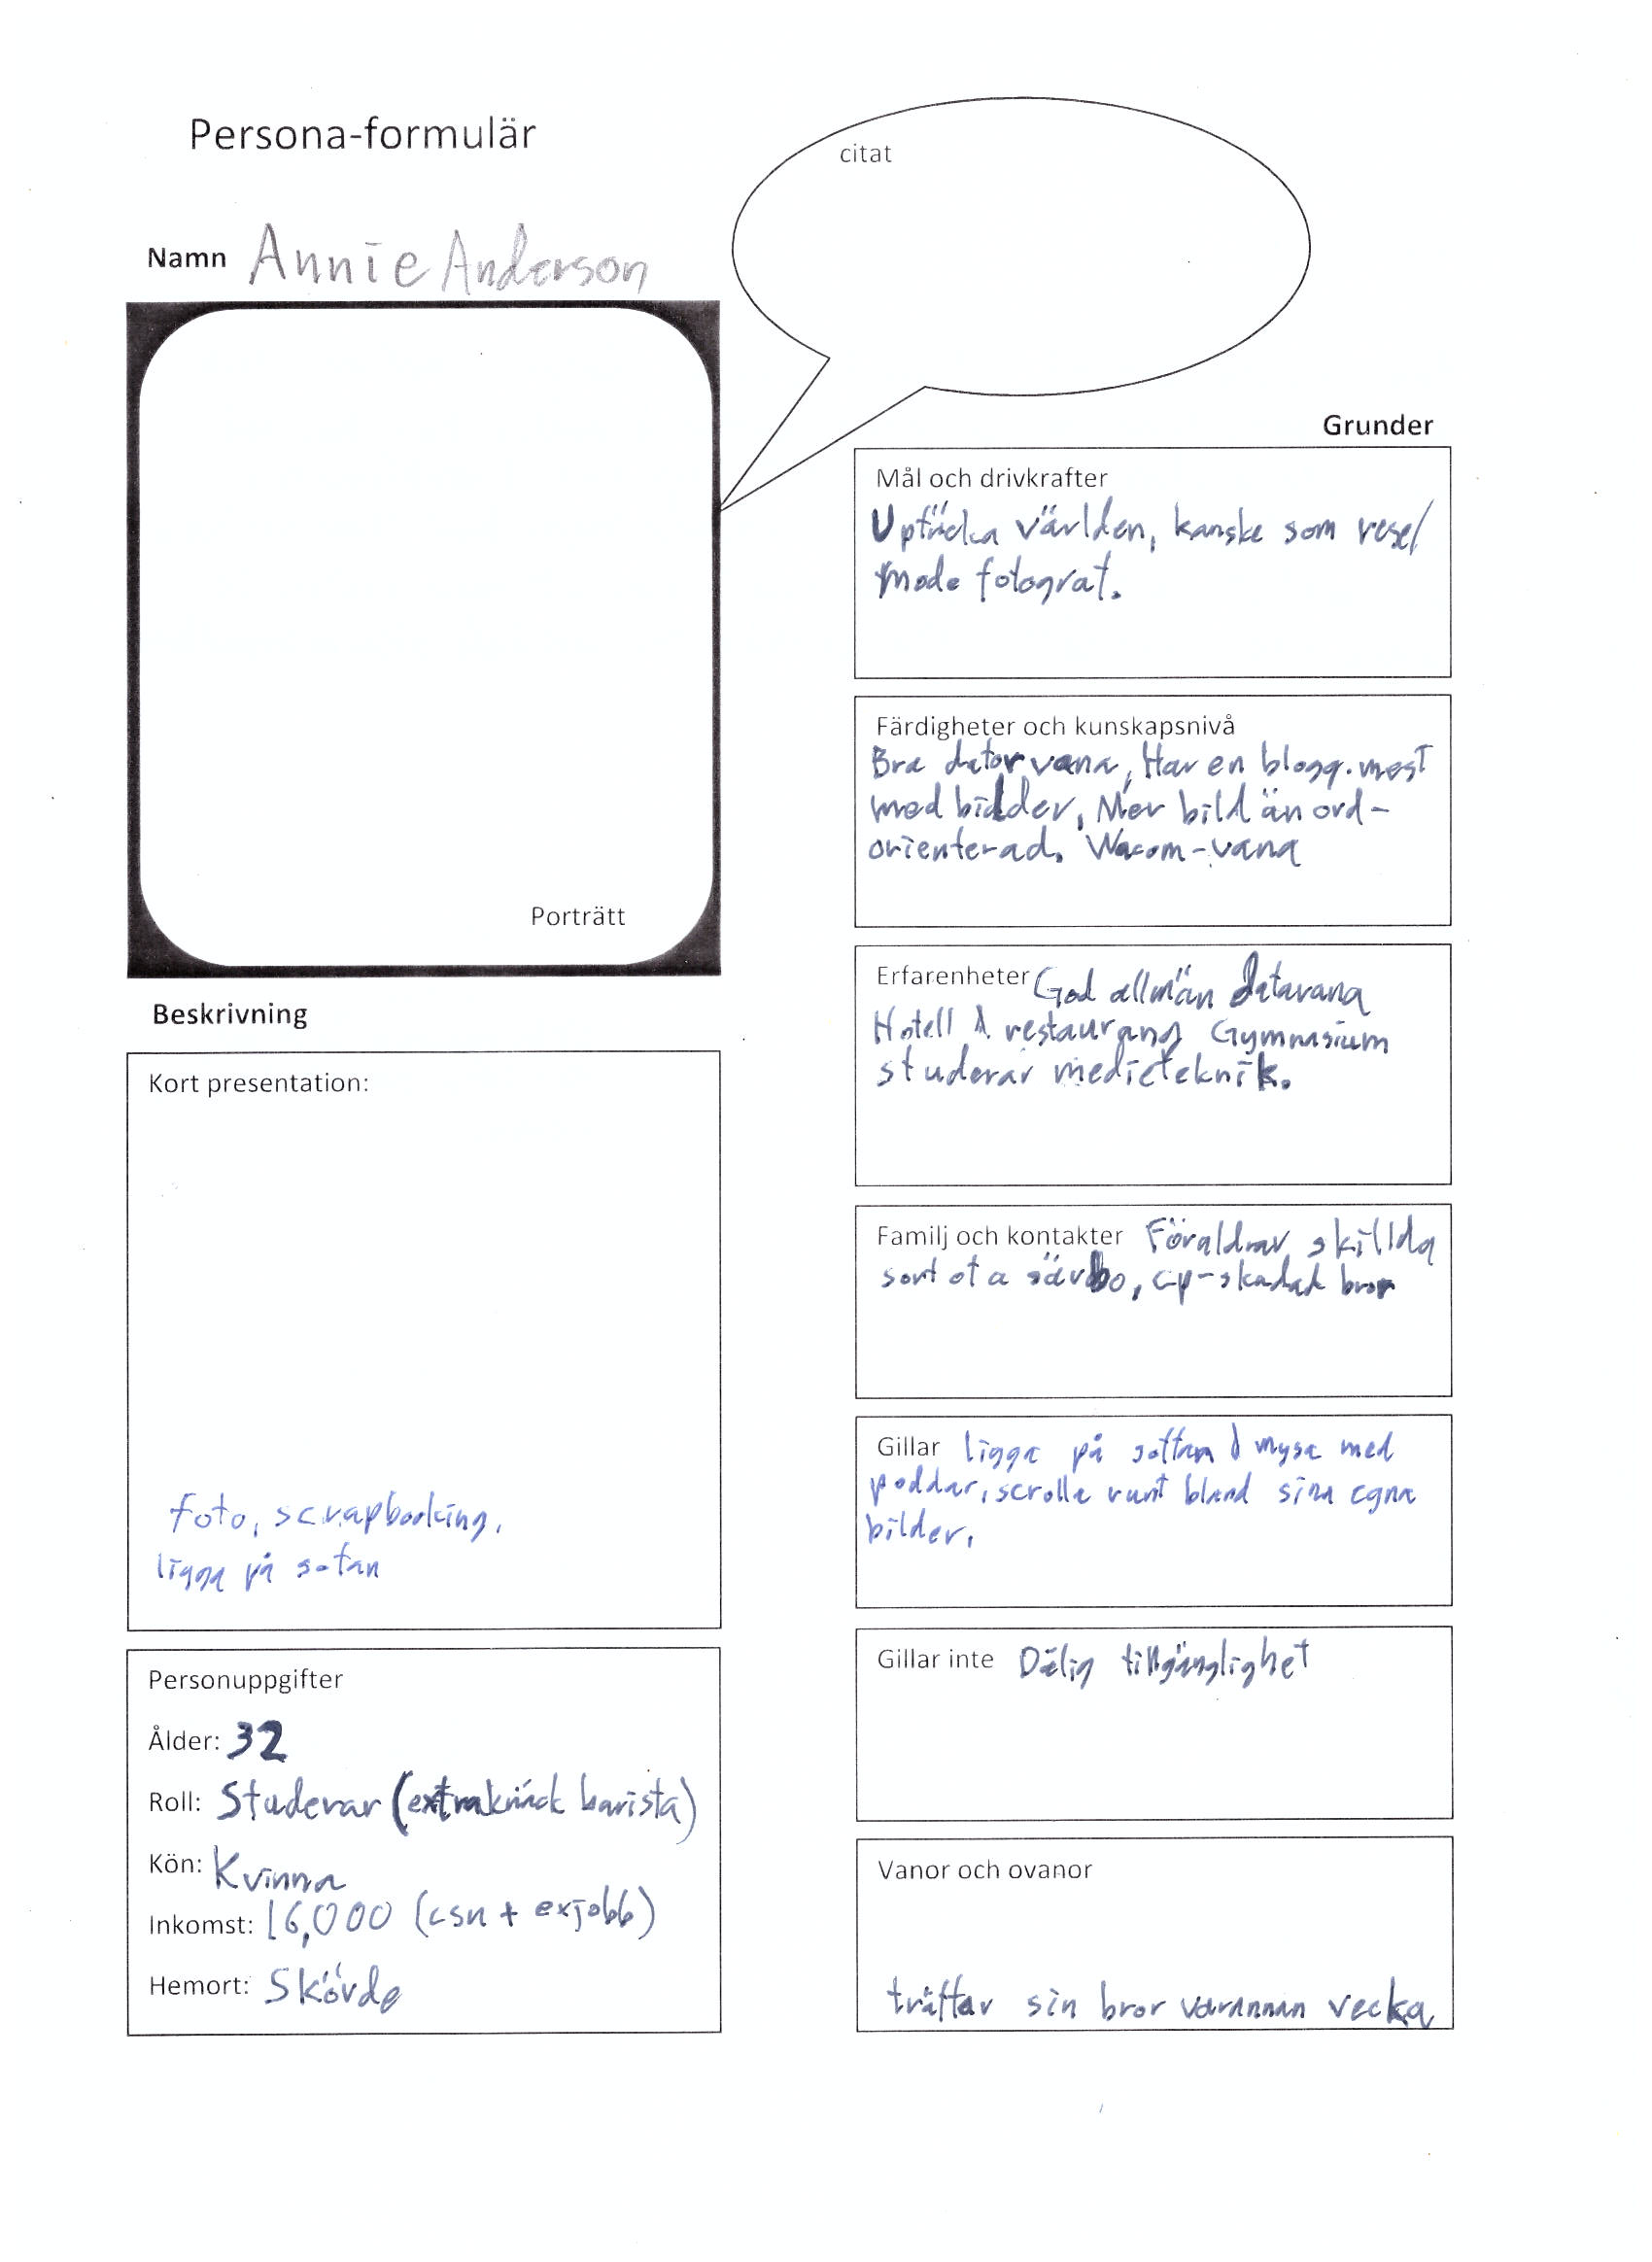 Persona-formulär
citat
Namn Annie Anderson
Porträtt
Beskrivning
Kort presentation:
foto, scrapbooking,
ligga på sofan
Personuppgifter
Ålder: 32
Roll: Studerar (extraknäck barista)
Kön: Kvinna
Inkomst: 16,000 (csn + exjobb)
Hemort: Skövde
Grunder
Mål och drivkrafter
Uptäcka världen, kanske som rese/
mode fotograf.
Färdigheter och kunskapsnivå
Bra datorvana, Har en blogg. mest
med bidder, Mer bild än ord-
orienterad. Wacom-vana
Erfarenheter God allmän datavana
Hotell & restaurang Gymnasium
studerar medieteknik.
Familj och kontakter Föräldrar skillda
sort of a särbo, cp-skadad bror
Gillar ligga på soffan & mysa med
poddar, scrolla runt bland sina egna
bilder.
Gillar inte Dålig tillgänglighet
Vanor och ovanor
träffar sin bror varannan vecka